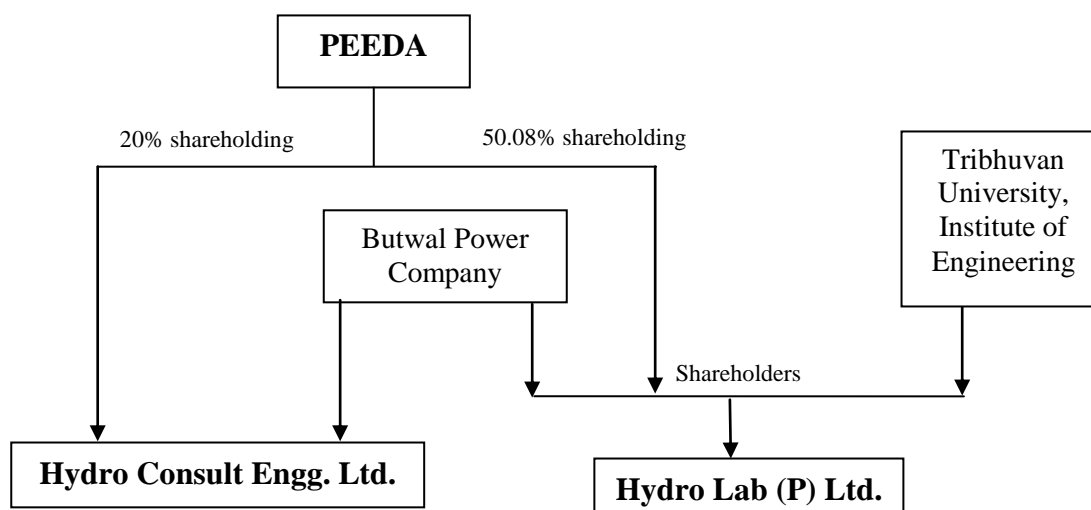 PEEDA
20% shareholding
50.08% shareholding
Tribhuvan
University,
Institute of
Engineering
Butwal Power
Company
Shareholders
Hydro Consult Engg. Ltd.
Hydro Lab (P) Ltd.